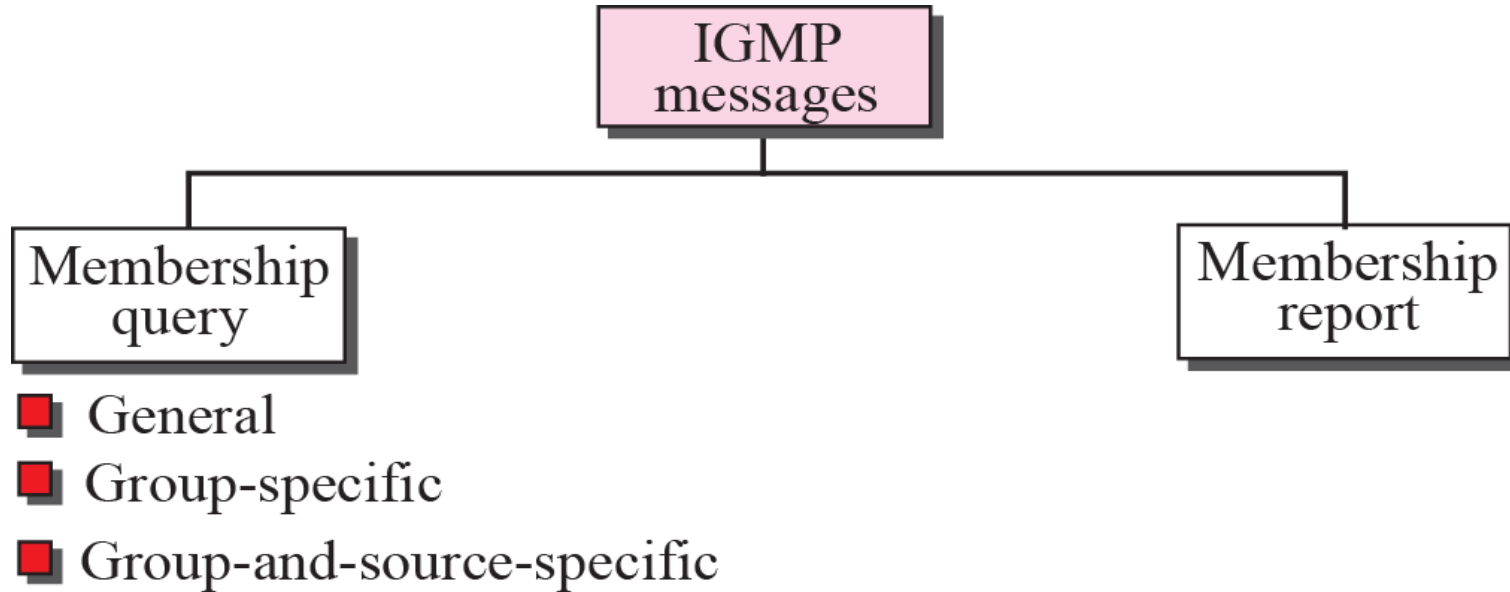 IGMP
messages
Membership
query
Membership
report
General
Group-specific
Group-and-source-specific